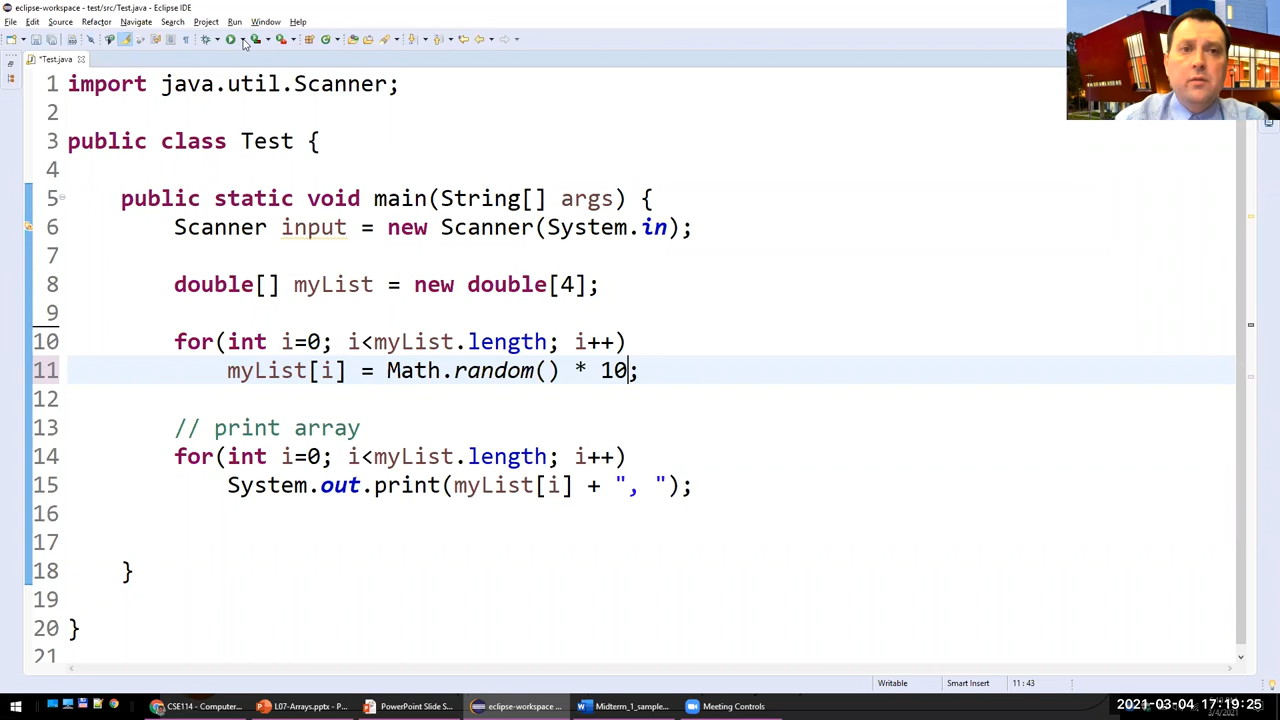 eclipse-workspace - test/src/Test.java - Eclipse IDE
File Edit Source Refactor Navigate Search Project Run Window Help
*Test.java
1 import java.util.Scanner;
2
3 public class Test {
4
5 public static void main(String[] args) {
6 Scanner input = new Scanner(System.in);
7
8 double[] myList = new double[4];
9
10 for(int i=0; i<myList.length; i++)
11 myList[i] = Math.random() * 10;
12
13 // print array
14 for(int i=0; i<myList.length; i++)
15 System.out.print(myList[i] + ", ");
16
17
18 }
19
20 }
21
Writable Smart Insert 11 : 43
CSE114 - Computer... L07-Arrays.pptx - P... PowerPoint Slide S... eclipse-workspace ... Midterm_1_sample... Meeting Controls
2021-03-04 19:19:25
3/4/2021